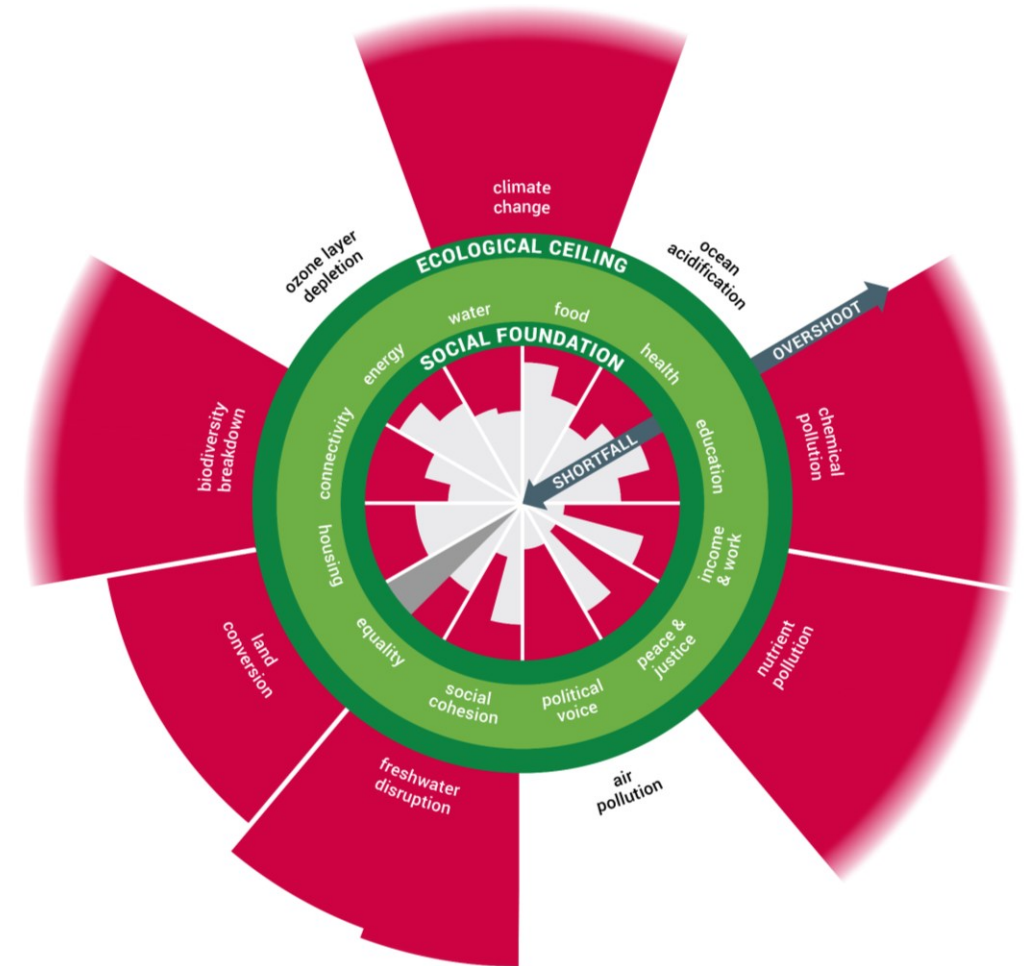 climate
change
ocean
acidification
OVERSHOOT
chemical
pollution
nutrient
pollution
air
pollution
freshwater
disruption
land
conversion
biodiversity
breakdown
ozone layer
depletion
ECOLOGICAL CEILING
water
food
health
education
income
& work
peace &
justice
political
voice
social
cohesion
equality
housing
connectivity
energy
SOCIAL FOUNDATION
SHORTFALL